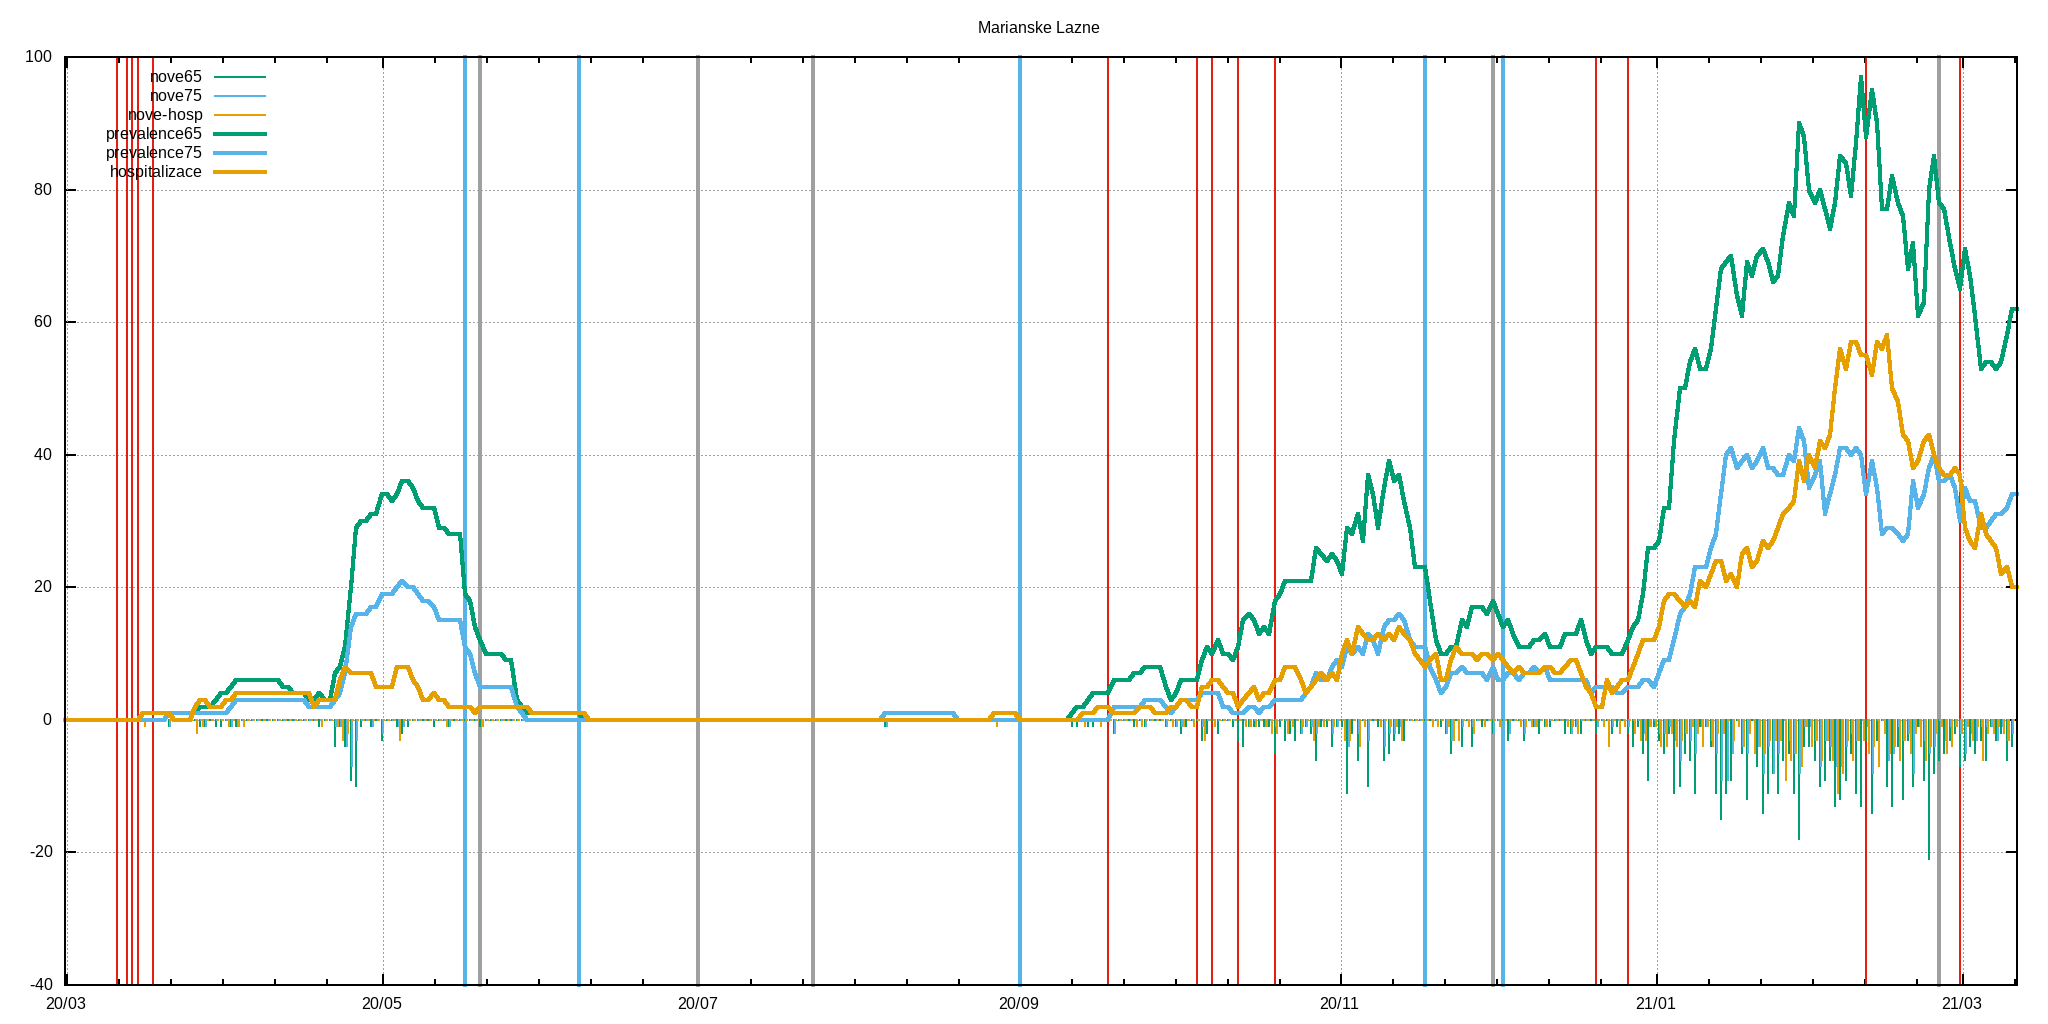 Marianske Lazne
100
80
60
40
20
0
-20
-40
nove65
nove75
nove-hosp
prevalence65
prevalence75
hospitalizace
20/03 20/05 20/07 20/09 20/11 21/01 21/03